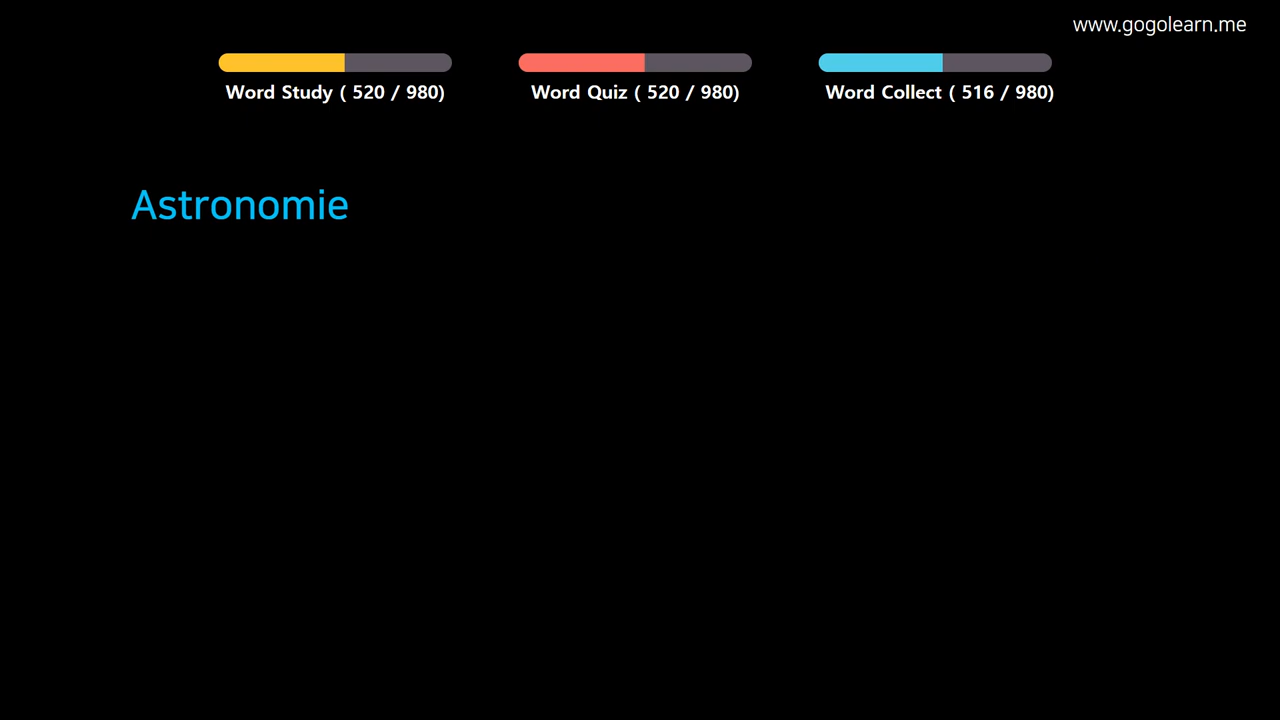 www.gogolearn.me
Word Study ( 520 / 980)
Word Quiz ( 520 / 980)
Word Collect ( 516 / 980)
Astronomie